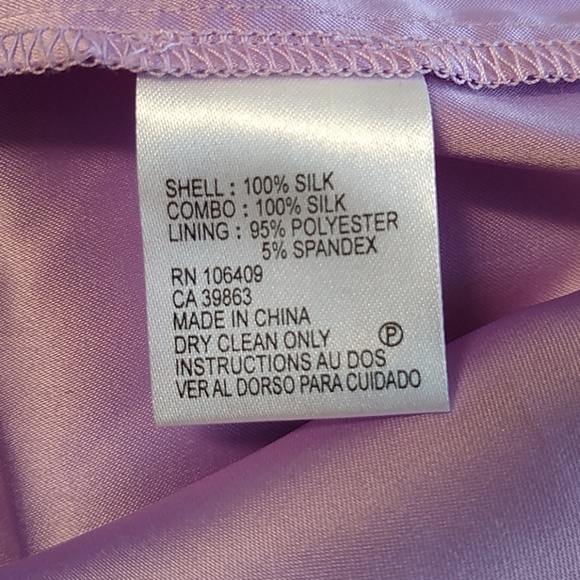 SHELL : 100% SILK
COMBO : 100% SILK
LINING : 95% POLYESTER
5% SPANDEX
RN 106409
CA 39863
MADE IN CHINA
DRY CLEAN ONLY Ⓟ
INSTRUCTIONS AU DOS
VER AL DORSO PARA CUIDADO